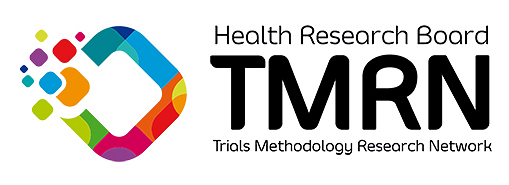 Health Research Board
TMRN
Trials Methodology Research Network